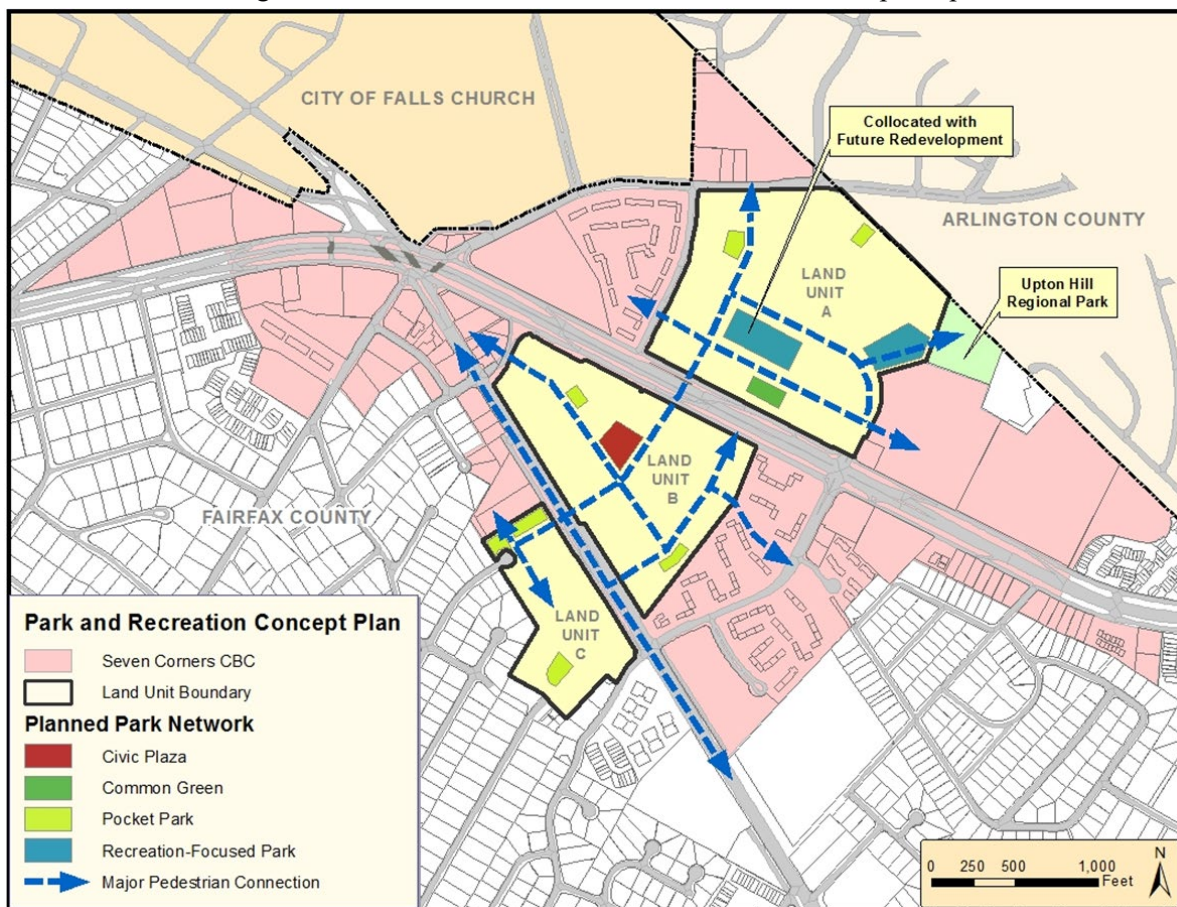 CITY OF FALLS CHURCH
Collocated with
Future Redevelopment
ARLINGTON COUNTY
LAND
UNIT
A
Upton Hill
Regional Park
LAND
UNIT
B
FAIRFAX COUNTY
LAND
UNIT
C
Park and Recreation Concept Plan
Seven Corners CBC
Land Unit Boundary
Planned Park Network
Civic Plaza
Common Green
Pocket Park
Recreation-Focused Park
Major Pedestrian Connection
0 250 500 1,000
Feet
N